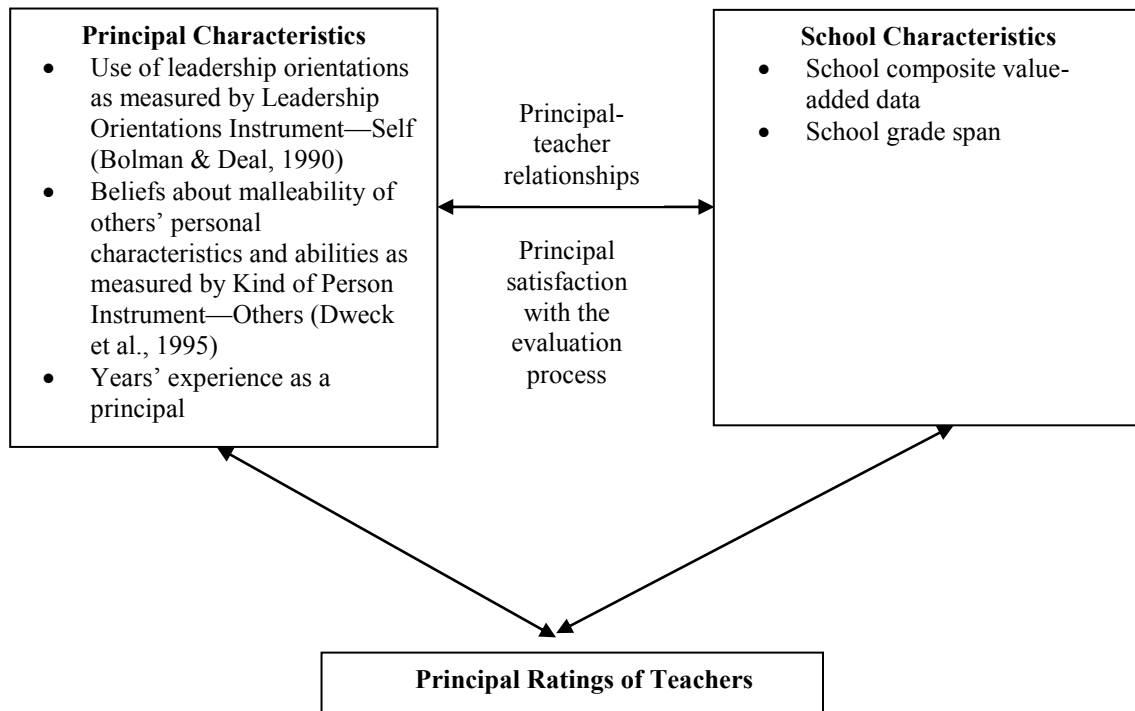 Principal Characteristics
• Use of leadership orientations
as measured by Leadership
Orientations Instrument—Self
(Bolman & Deal, 1990)
• Beliefs about malleability of
others’ personal
characteristics and abilities as
measured by Kind of Person
Instrument—Others (Dweck
et al., 1995)
• Years’ experience as a
principal
Principal-
teacher
relationships
Principal
satisfaction
with the
evaluation
process
School Characteristics
• School composite value-
added data
• School grade span
Principal Ratings of Teachers